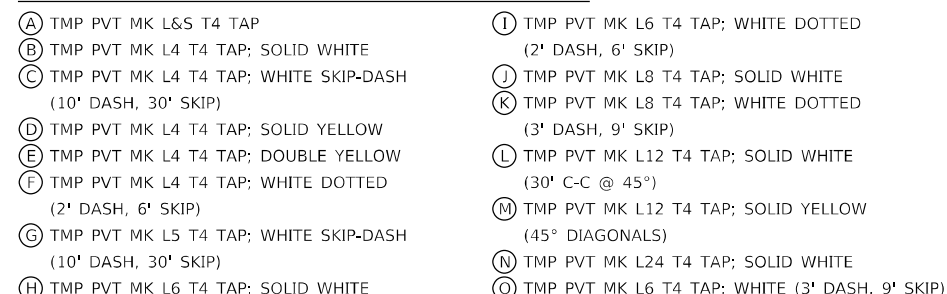 A TMP PVT MK L&S T4 TAP
B TMP PVT MK L4 T4 TAP; SOLID WHITE
C TMP PVT MK L4 T4 TAP; WHITE SKIP-DASH
(10' DASH, 30' SKIP)
D TMP PVT MK L4 T4 TAP; SOLID YELLOW
E TMP PVT MK L4 T4 TAP; DOUBLE YELLOW
F TMP PVT MK L4 T4 TAP; WHITE DOTTED
(2' DASH, 6' SKIP)
G TMP PVT MK L5 T4 TAP; WHITE SKIP-DASH
(10' DASH, 30' SKIP)
H TMP PVT MK L6 T4 TAP; SOLID WHITE
I TMP PVT MK L6 T4 TAP; WHITE DOTTED
(2' DASH, 6' SKIP)
J TMP PVT MK L8 T4 TAP; SOLID WHITE
K TMP PVT MK L8 T4 TAP; WHITE DOTTED
(3' DASH, 9' SKIP)
L TMP PVT MK L12 T4 TAP; SOLID WHITE
(30' C-C @ 45°)
M TMP PVT MK L12 T4 TAP; SOLID YELLOW
(45° DIAGONALS)
N TMP PVT MK L24 T4 TAP; SOLID WHITE
O TMP PVT MK L6 T4 TAP; WHITE (3' DASH, 9' SKIP)